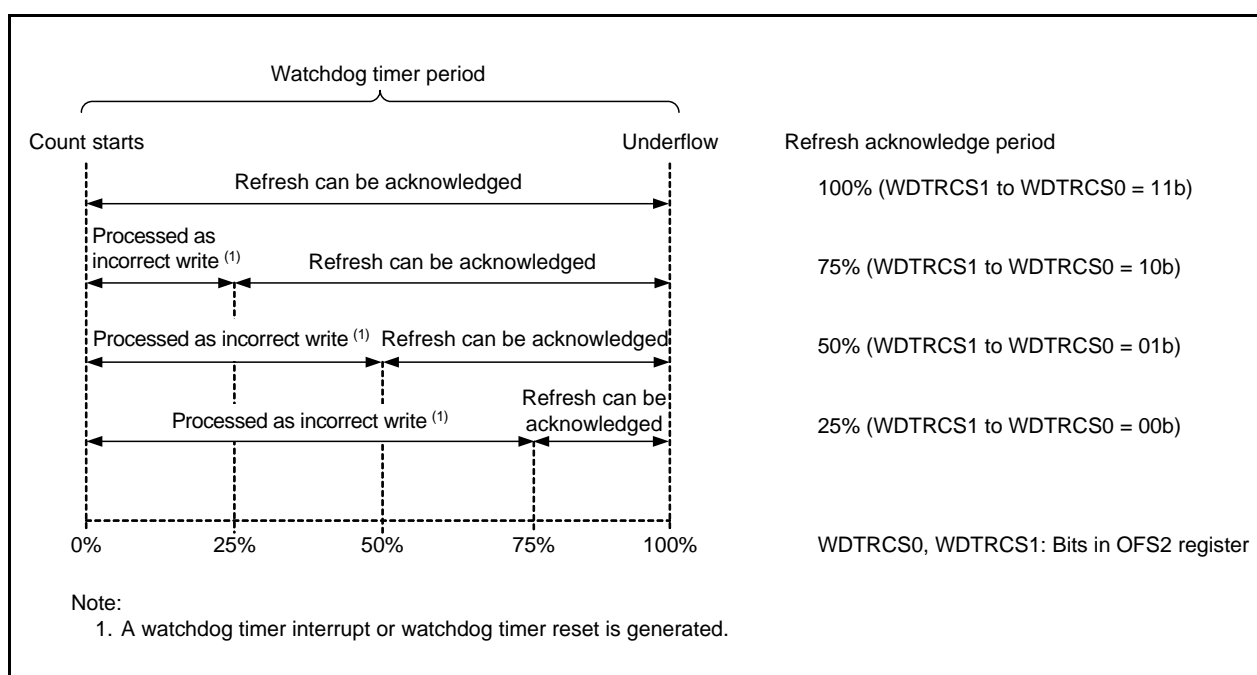 Watchdog timer period
Count starts
Underflow
Refresh acknowledge period
Refresh can be acknowledged
100% (WDTRCS1 to WDTRCS0 = 11b)
Processed as
incorrect write (1)
Refresh can be acknowledged
75% (WDTRCS1 to WDTRCS0 = 10b)
Processed as incorrect write (1)
Refresh can be acknowledged
50% (WDTRCS1 to WDTRCS0 = 01b)
Processed as incorrect write (1)
Refresh can be
acknowledged
25% (WDTRCS1 to WDTRCS0 = 00b)
0%
25%
50%
75%
100%
WDTRCS0, WDTRCS1: Bits in OFS2 register
Note:
1. A watchdog timer interrupt or watchdog timer reset is generated.